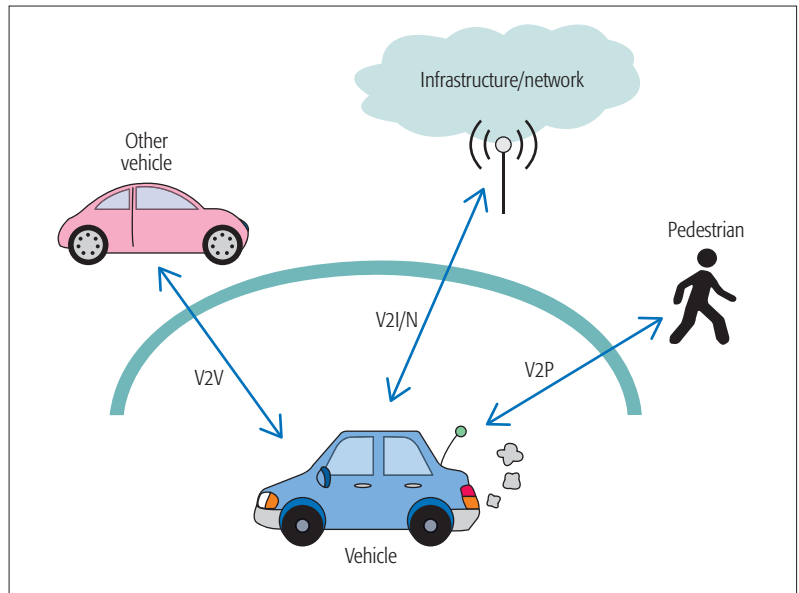 Infrastructure/network
Other
vehicle
Pedestrian
V2I/N
V2P
V2V
Vehicle